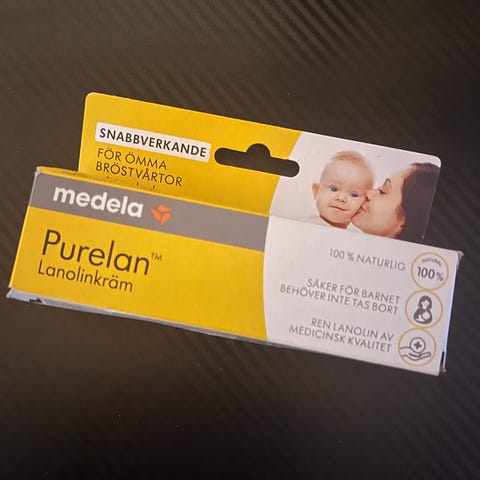 SNABBVERKANDE
FÖR ÖMMA
BRÖSTVÅRTOR
medela
Purelan™
Lanolinkräm
100% NATURLIG
NATURAL
100%
SÄKER FÖR BARNET
BEHÖVER INTE TAS BORT
REN LANOLIN AV
MEDICINSK KVALITET